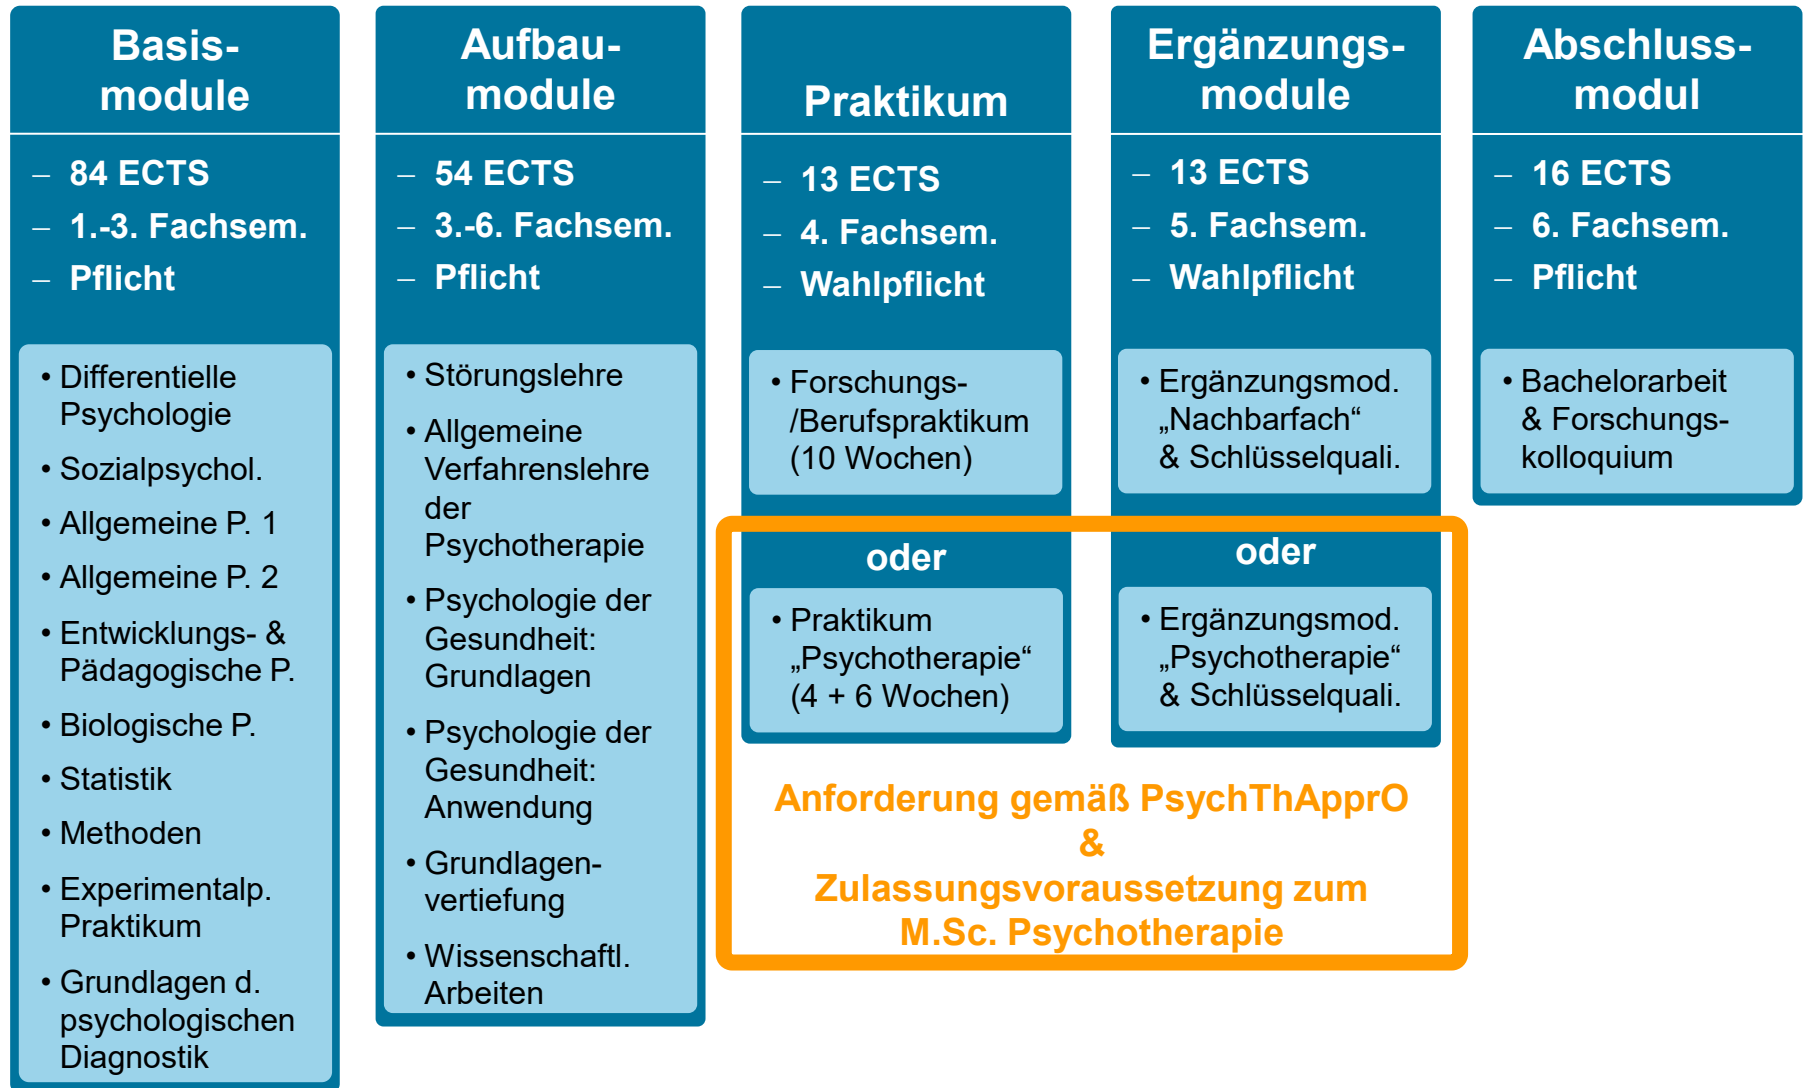 Basis-
module
– 84 ECTS
– 1.-3. Fachsem.
– Pflicht
• Differentielle
Psychologie
• Sozialpsychol.
• Allgemeine P. 1
• Allgemeine P. 2
• Entwicklungs- &
Pädagogische P.
• Biologische P.
• Statistik
• Methoden
• Experimentalp.
Praktikum
• Grundlagen d.
psychologischen
Diagnostik
Aufbau-
module
– 54 ECTS
– 3.-6. Fachsem.
– Pflicht
• Störungslehre
• Allgemeine
Verfahrenslehre
der
Psychotherapie
• Psychologie der
Gesundheit:
Grundlagen
• Psychologie der
Gesundheit:
Anwendung
• Grundlagen-
vertiefung
• Wissenschaftl.
Arbeiten
Praktikum
– 13 ECTS
– 4. Fachsem.
– Wahlpflicht
• Forschungs-
/Berufspraktikum
(10 Wochen)
oder
• Praktikum
„Psychotherapie“
(4 + 6 Wochen)
Ergänzungs-
module
– 13 ECTS
– 5. Fachsem.
– Wahlpflicht
• Ergänzungsmod.
„Nachbarfach“
& Schlüsselquali.
oder
• Ergänzungsmod.
„Psychotherapie“
& Schlüsselquali.
Anforderung gemäß PsychThApprO
&
Zulassungsvoraussetzung zum
M.Sc. Psychotherapie
Abschluss-
modul
– 16 ECTS
– 6. Fachsem.
– Pflicht
• Bachelorarbeit
& Forschungs-
kolloquium